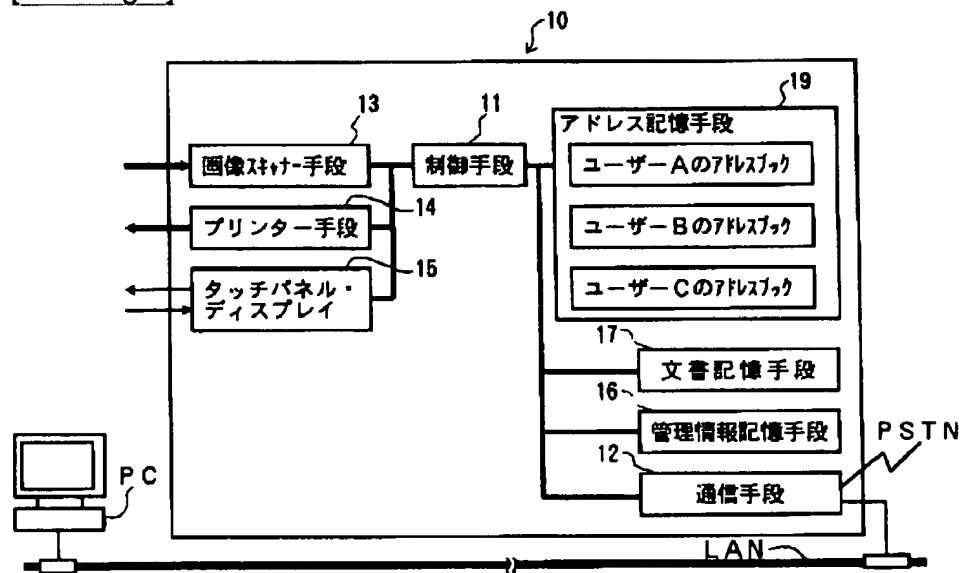 10
13
11
19
画像スキャナー手段
制御手段
アドレス記憶手段
ユーザーAのアドレスブック
14
プリンター手段
ユーザーBのアドレスブック
15
タッチパネル・
ディスプレイ
ユーザーCのアドレスブック
17
文書記憶手段
16
管理情報記憶手段
PSTN
12
通信手段
PC
LAN